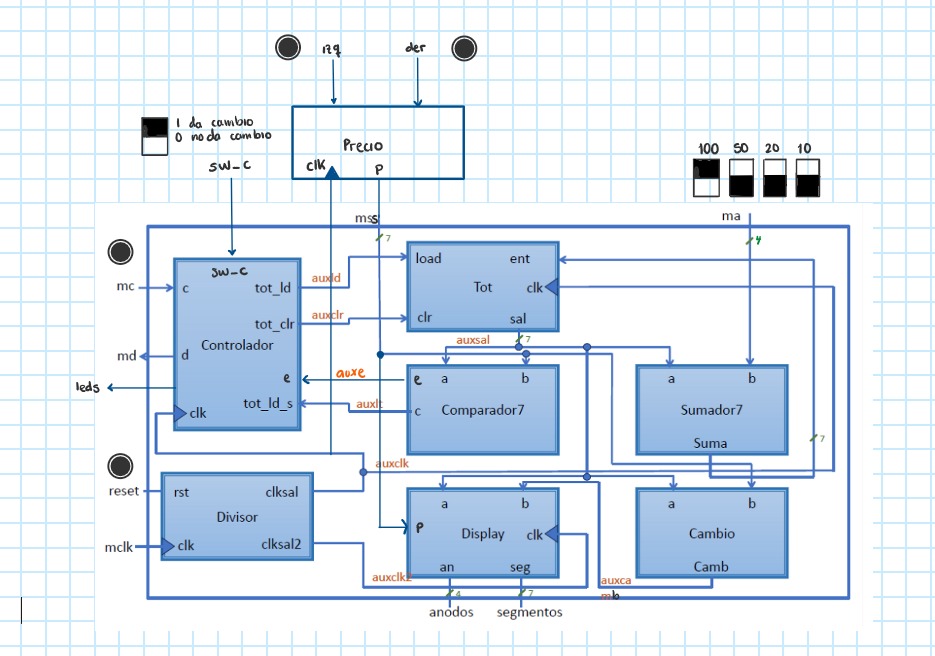 izq
der
1 da cambio
0 no da cambio
Precio
clk
P
SW-C
100 50 20 10
mss
7
ma
4
SW-C
mc
c
tot_ld
auxld
load
ent
Tot
clk
tot_clr
auxclr
clr
sal
Controlador
auxsal
7
md
d
leds
e
auxe
e
a
b
a
b
tot_ld_s
auxlt
c
Comparador7
Sumador7
clk
Suma
7
auxclk
reset
rst
clksal
a
b
a
b
Divisor
P
Display
clk
Cambio
mclk
clk
clksal2
an
seg
Camb
auxclk2
auxca
mb
4
7
anodos
segmentos